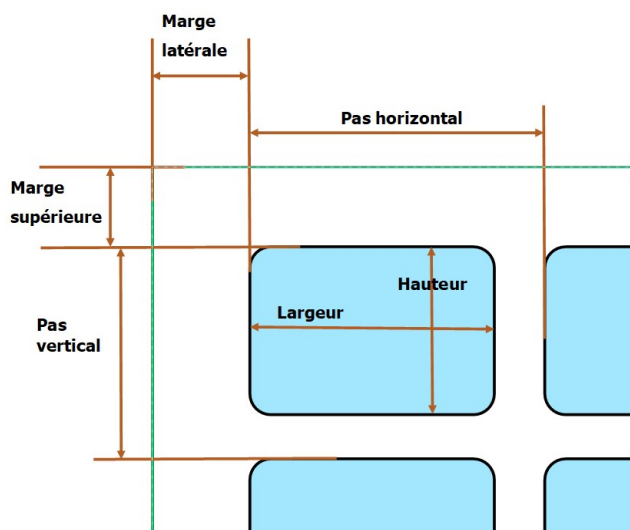 Marge
latérale
Pas horizontal
Marge
supérieure
Hauteur
Largeur
Pas
vertical